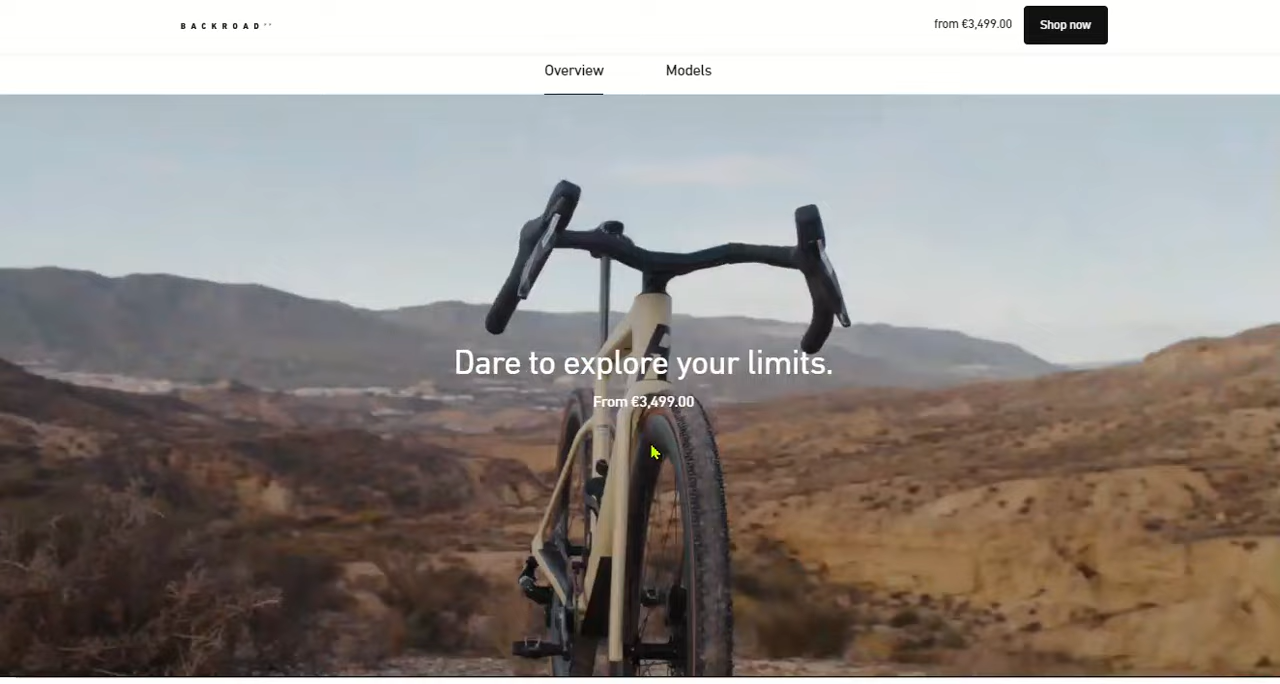 BACKROAD
from €3,499.00
Shop now
Overview
Models
Dare to explore your limits.
From €3,499.00